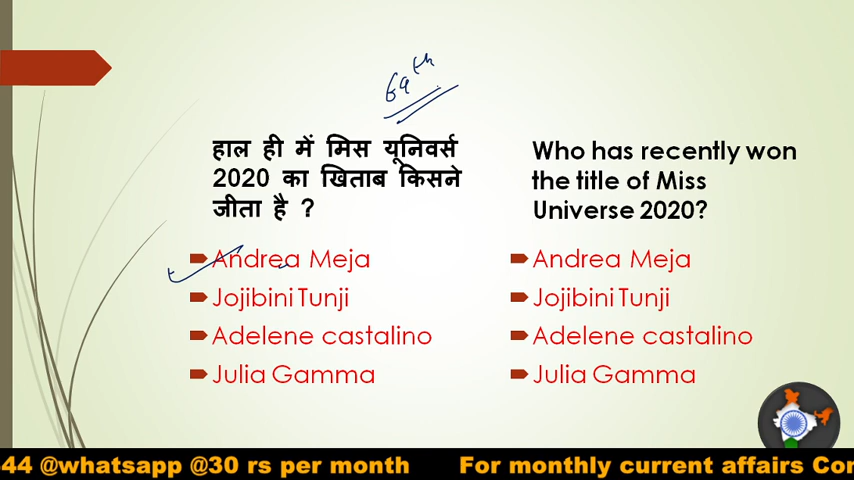 69th
हाल ही में मिस यूनिवर्स
2020 का खिताब किसने
जीता है ?
Andrea Meja
Jojibini Tunji
Adelene castalino
Julia Gamma
Who has recently won
the title of Miss
Universe 2020?
Andrea Meja
Jojibini Tunji
Adelene castalino
Julia Gamma
44 @whatsapp @30 rs per month For monthly current affairs Con